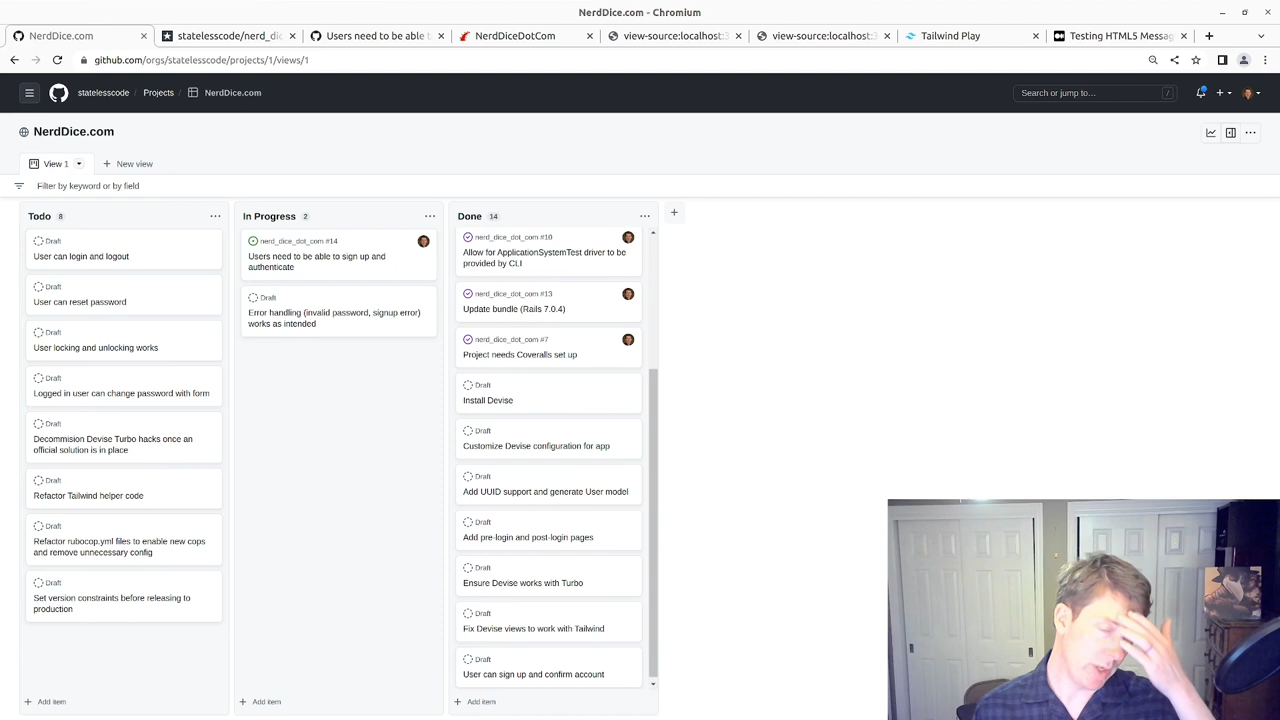 NerdDice.com - Chromium
NerdDice.com
statelesscode/nerd_dic
Users need to be able t
NerdDiceDotCom
view-source:localhost:3
view-source:localhost:3
Tailwind Play
Testing HTML5 Messag
github.com/orgs/statelesscode/projects/1/views/1
statelesscode
Projects
NerdDice.com
Search or jump to…
/
NerdDice.com
View 1
New view
Filter by keyword or by field
Todo 8
Draft
User can login and logout
Draft
User can reset password
Draft
User locking and unlocking works
Draft
Logged in user can change password with form
Draft
Decommision Devise Turbo hacks once an
official solution is in place
Draft
Refactor Tailwind helper code
Draft
Refactor rubocop.yml files to enable new cops
and remove unnecessary config
Draft
Set version constraints before releasing to
production
Add item
In Progress 2
nerd_dice_dot_com #14
Users need to be able to sign up and
authenticate
Draft
Error handling (invalid password, signup error)
works as intended
Add item
Done 14
nerd_dice_dot_com #10
Allow for ApplicationSystemTest driver to be
provided by CLI
nerd_dice_dot_com #13
Update bundle (Rails 7.0.4)
nerd_dice_dot_com #7
Project needs Coveralls set up
Draft
Install Devise
Draft
Customize Devise configuration for app
Draft
Add UUID support and generate User model
Draft
Add pre-login and post-login pages
Draft
Ensure Devise works with Turbo
Draft
Fix Devise views to work with Tailwind
Draft
User can sign up and confirm account
Add item